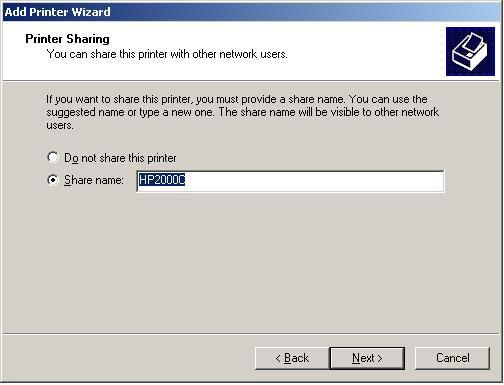 Add Printer Wizard
Printer Sharing
You can share this printer with other network users.
If you want to share this printer, you must provide a share name. You can use the
suggested name or type a new one. The share name will be visible to other network
users.
Do not share this printer
Share name: HP2000C
< Back Next > Cancel